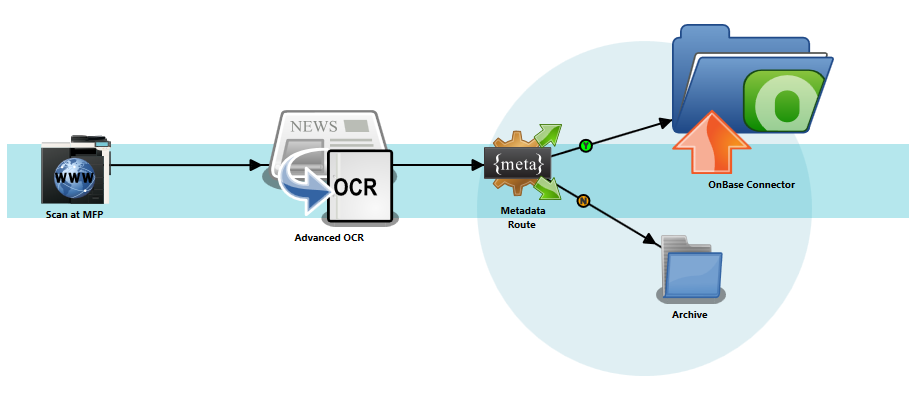 WWW
Scan at MFP
NEWS
OCR
Advanced OCR
{meta}
Metadata
Route
Y
N
OnBase Connector
Archive